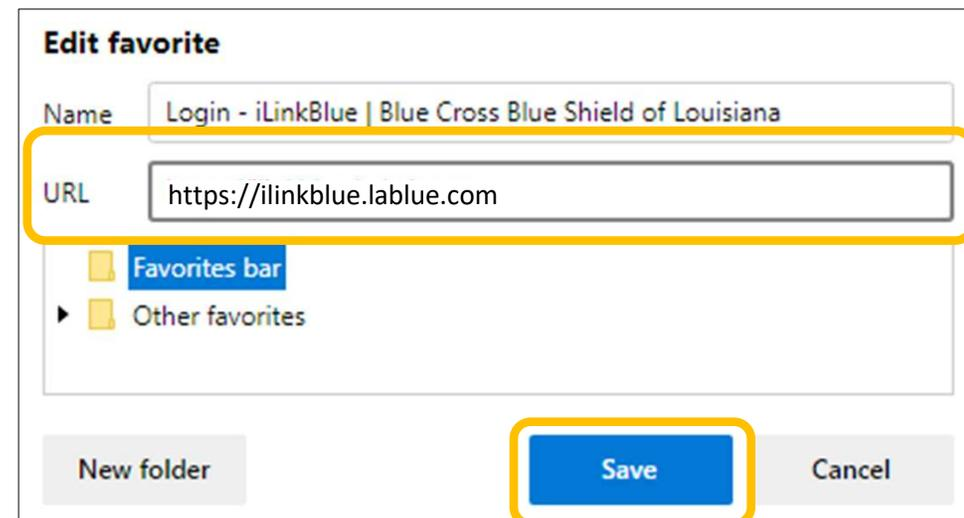 Edit favorite
Name Login - iLinkBlue | Blue Cross Blue Shield of Louisiana
URL https://ilinkblue.lablue.com
Favorites bar
Other favorites
New folder Save Cancel